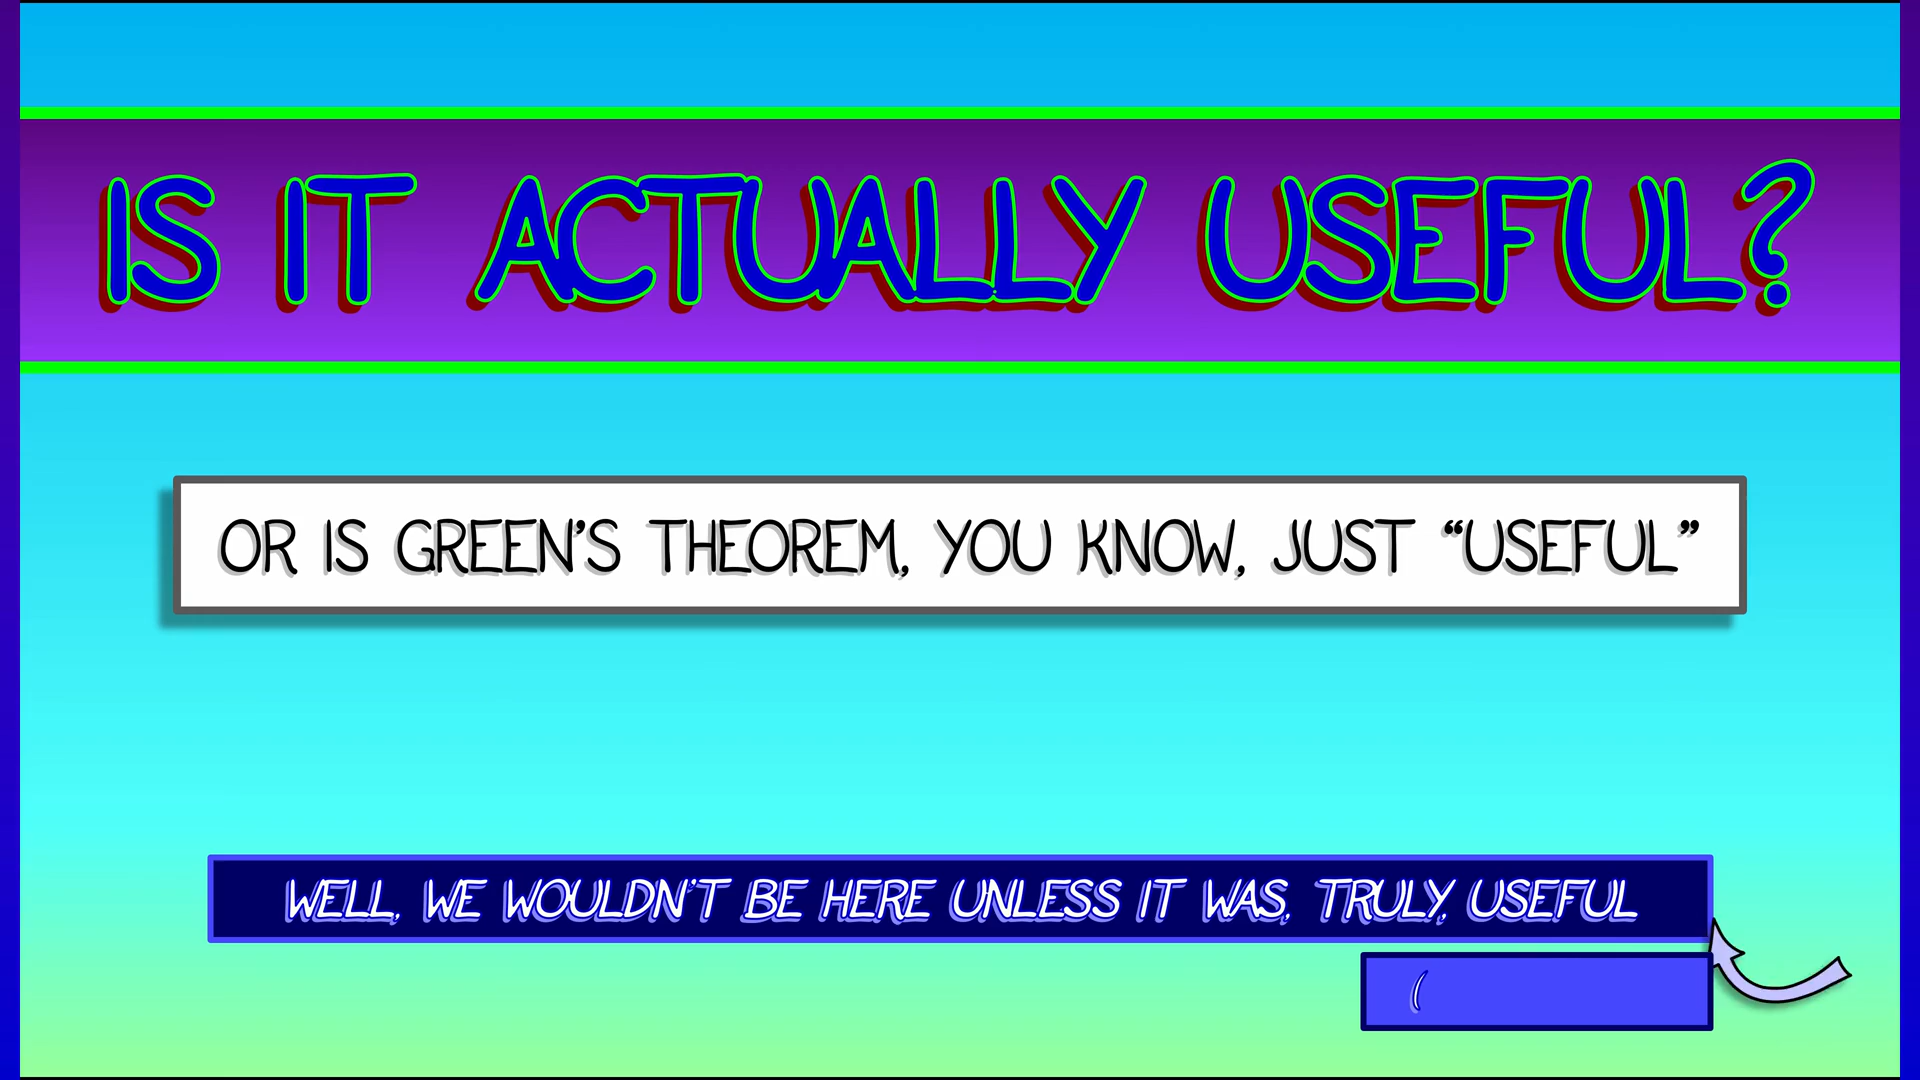 IS IT ACTUALLY USEFUL?
OR IS GREEN’S THEOREM, YOU KNOW, JUST “USEFUL”
WELL, WE WOULDN'T BE HERE UNLESS IT WAS, TRULY, USEFUL
(